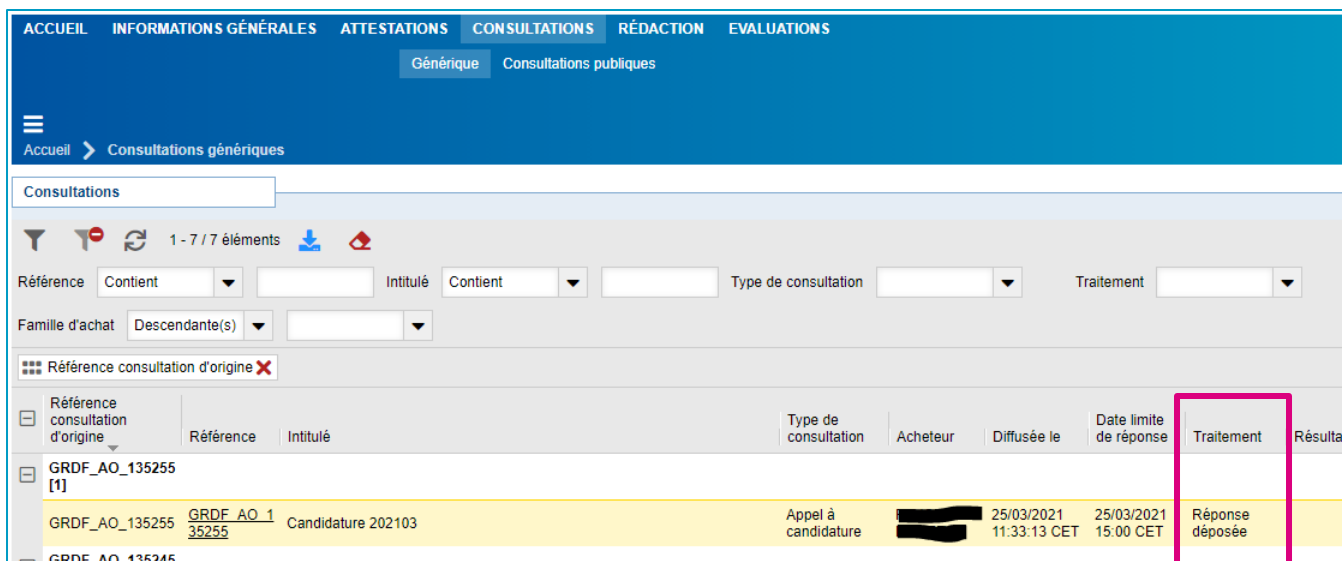 ACCUEIL INFORMATIONS GÉNÉRALES ATTESTATIONS CONSULTATIONS RÉDACTION EVALUATIONS
Générique Consultations publiques
Accueil Consultations génériques
Consultations
1 - 7 / 7 éléments
Référence Contient Intitulé Contient Type de consultation Traitement
Famille d'achat Descendante(s)
Référence consultation d'origine
Référence
consultation
d'origine Référence Intitulé Type de
consultation Acheteur Diffusée le Date limite
de réponse Traitement Résulta
GRDF_AO_135255
[1]
GRDF_AO_135255 GRDF_AO_1
35255 Candidature 202103 Appel à
candidature 25/03/2021
11:33:13 CET 25/03/2021
15:00 CET Réponse
déposée
GRDF_AO_135345